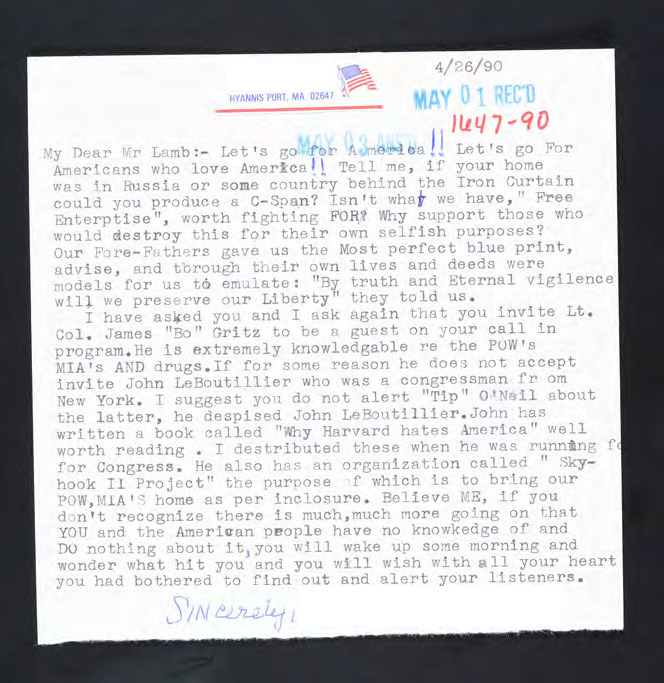 4/26/90
HYANNIS PORT, MA. 02647
MAY 01 REC'D
1647-90
MAY 03
My Dear Mr Lamb:- Let's go for America!! Let's go For
Americans who love America!! Tell me, if your home
was in Russia or some country behind the Iron Curtain
could you produce a C-Span? Isn't what we have," Free
Enterptise", worth fighting FOR? Why support those who
would destroy this for their own selfish purposes?
Our Fore-Fathers gave us the Most perfect blue print,
advise, and tbrough their own lives and deeds were
models for us to emulate: "By truth and Eternal vigilence
will we preserve our Liberty" they told us.
I have asked you and I ask again that you invite Lt.
Col. James "Bo" Gritz to be a guest on your call in
program.He is extremely knowledgable re the POW's
MIA's AND drugs.If for some reason he does not accept
invite John LeBoutillier who was a congressman fr om
New York. I suggest you do not alert "Tip" O'Neil about
the latter, he despised John LeBoutillier.John has
written a book called "Why Harvard hates America" well
worth reading . I destributed these when he was running fo
for Congress. He also has an organization called " Sky-
hook II Project" the purpose of which is to bring our
POW,MIA'S home as per inclosure. Believe ME, if you
don't recognize there is much,much more going on that
YOU and the American people have no knowkedge of and
DO nothing about it, you will wake up some morning and
wonder what hit you and you will wish with all your heart
you had bothered to find out and alert your listeners.
SINcerely,